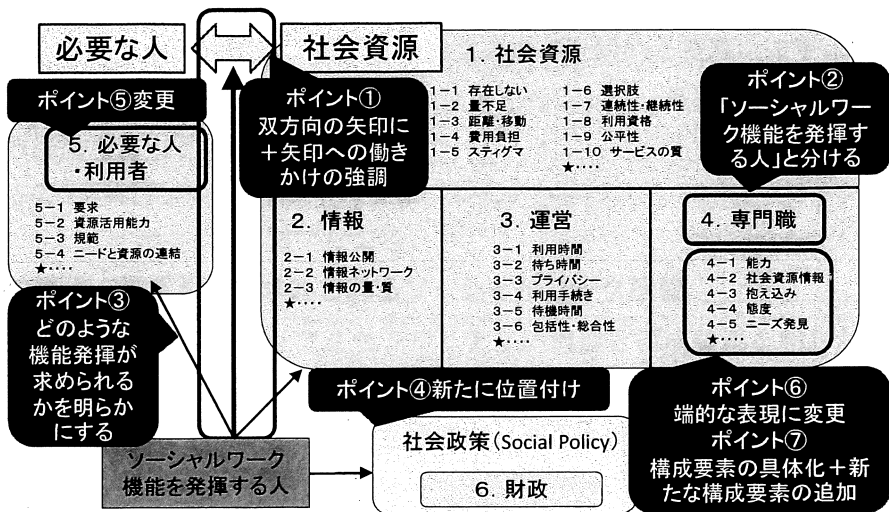 必要な人
社会資源
1. 社会資源
1-1 存在しない
1-2 量不足
1-3 距離・移動
1-4 費用負担
1-5 スティグマ
1-6 選択肢
1-7 連続性・継続性
1-8 利用資格
1-9 公平性
1-10 サービスの質
★・・・・
ポイント①
双方向の矢印に
＋矢印への働き
かけの強調
ポイント②
「ソーシャルワー
ク機能を発揮す
る人」と分ける
ポイント⑤変更
5. 必要な人
・利用者
5-1 要求
5-2 資源活用能力
5-3 規範
5-4 ニードと資源の連結
★・・・・
2. 情報
2-1 情報公開
2-2 情報ネットワーク
2-3 情報の量・質
★・・・・
3. 運営
3-1 利用時間
3-2 待ち時間
3-3 プライバシー
3-4 利用手続き
3-5 待機時間
3-6 包括性・総合性
★・・・・
4. 専門職
4-1 能力
4-2 社会資源情報
4-3 抱え込み
4-4 態度
4-5 ニーズ発見
★・・・・
ポイント③
どのような
機能発揮が
求められる
かを明らか
にする
ポイント④新たに位置付け
社会政策(Social Policy)
6. 財政
ソーシャルワーク
機能を発揮する人
ポイント⑥
端的な表現に変更
ポイント⑦
構成要素の具体化＋新
たな構成要素の追加